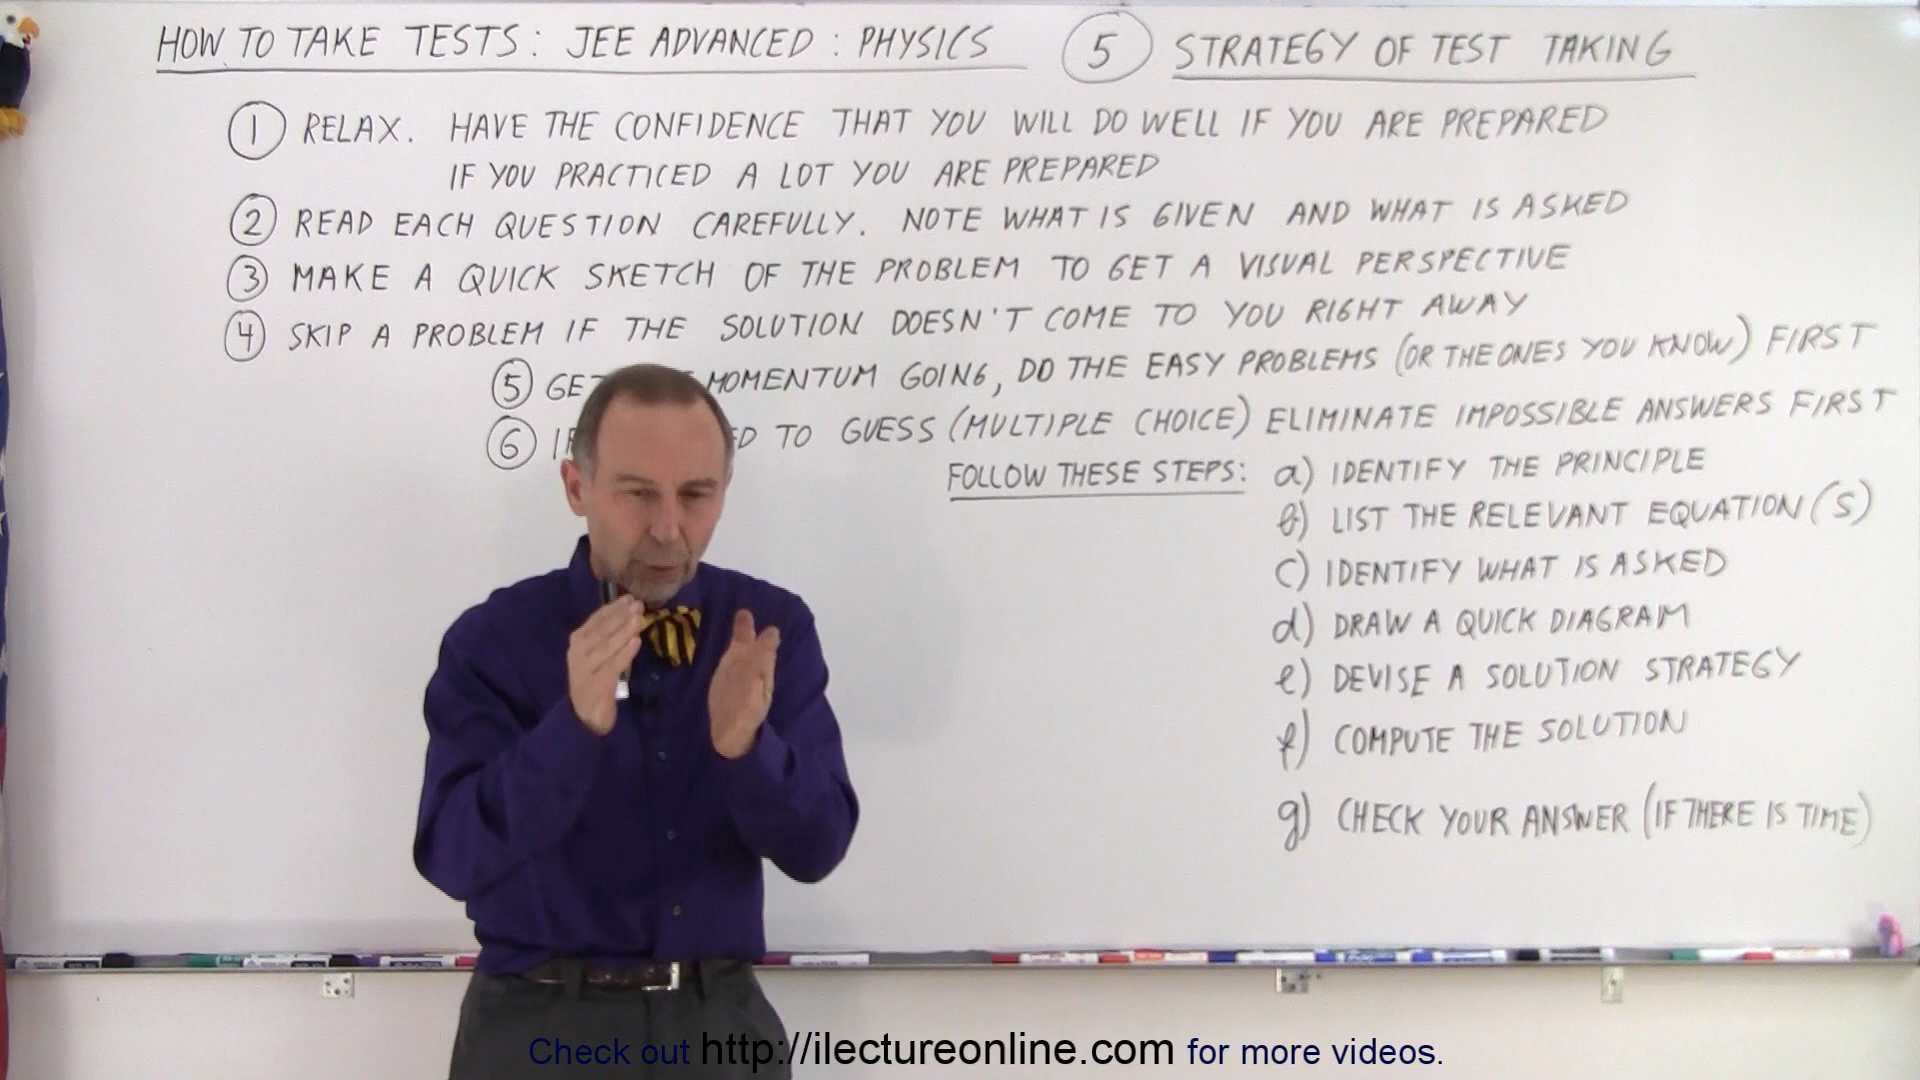 HOW TO TAKE TESTS: JEE ADVANCED: PHYSICS 5 STRATEGY OF TEST TAKING
1 RELAX. HAVE THE CONFIDENCE THAT YOU WILL DO WELL IF YOU ARE PREPARED
IF YOU PRACTICED A LOT YOU ARE PREPARED
2 READ EACH QUESTION CAREFULLY. NOTE WHAT IS GIVEN AND WHAT IS ASKED
3 MAKE A QUICK SKETCH OF THE PROBLEM TO GET A VISUAL PERSPECTIVE
4 SKIP A PROBLEM IF THE SOLUTION DOESN'T COME TO YOU RIGHT AWAY
5 MOMENTUM GOING, DO THE EASY PROBLEMS (OR THE ONES YOU KNOW) FIRST
6 TO GUESS (MULTIPLE CHOICE) ELIMINATE IMPOSSIBLE ANSWERS FIRST
FOLLOW THESE STEPS: a) IDENTIFY THE PRINCIPLE
b) LIST THE RELEVANT EQUATION(S)
c) IDENTIFY WHAT IS ASKED
d) DRAW A QUICK DIAGRAM
e) DEVISE A SOLUTION STRATEGY
f) COMPUTE THE SOLUTION
g) CHECK YOUR ANSWER (IF THERE IS TIME)
Check out http://ilectureonline.com for more videos.